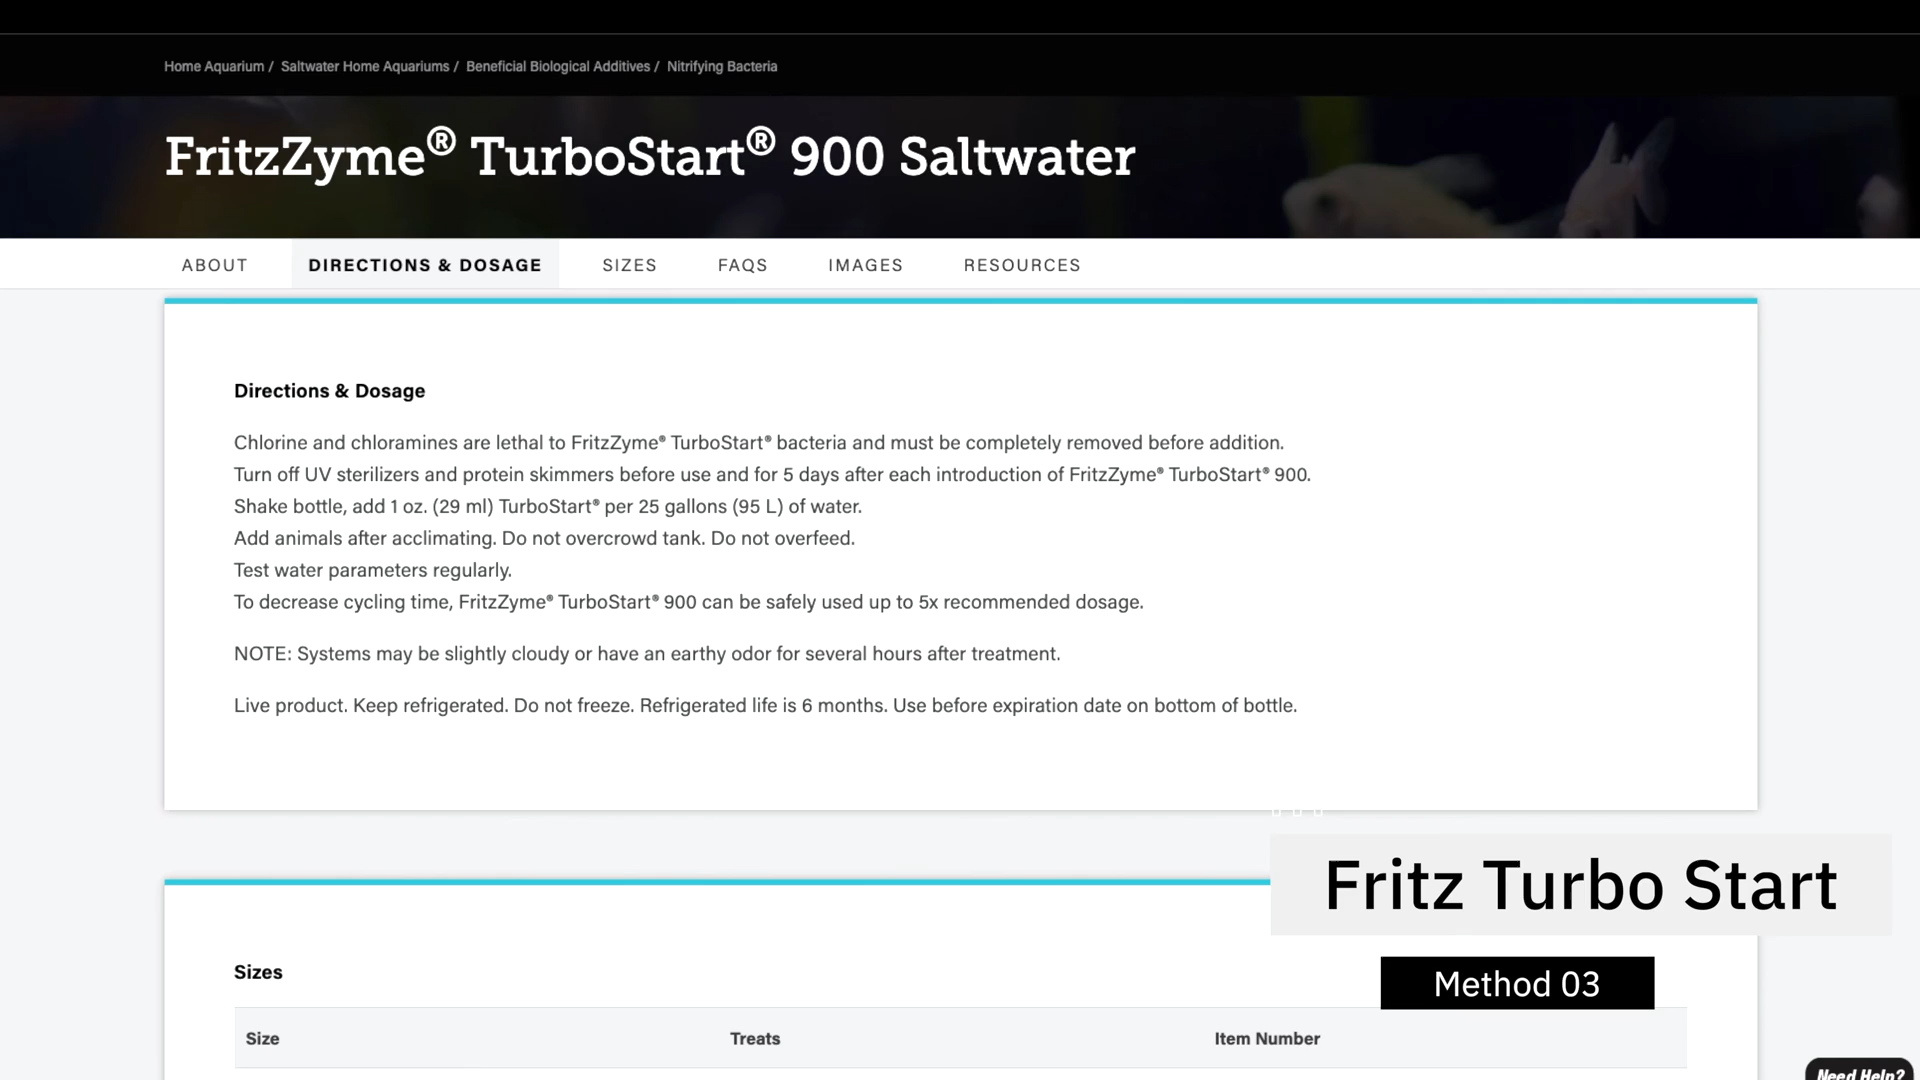 Home Aquarium / Saltwater Home Aquariums / Beneficial Biological Additives / Nitrifying Bacteria
FritzZyme® TurboStart® 900 Saltwater
ABOUT DIRECTIONS & DOSAGE SIZES FAQS IMAGES RESOURCES
Directions & Dosage
Chlorine and chloramines are lethal to FritzZyme® TurboStart® bacteria and must be completely removed before addition.
Turn off UV sterilizers and protein skimmers before use and for 5 days after each introduction of FritzZyme® TurboStart® 900.
Shake bottle, add 1 oz. (29 ml) TurboStart® per 25 gallons (95 L) of water.
Add animals after acclimating. Do not overcrowd tank. Do not overfeed.
Test water parameters regularly.
To decrease cycling time, FritzZyme® TurboStart® 900 can be safely used up to 5x recommended dosage.
NOTE: Systems may be slightly cloudy or have an earthy odor for several hours after treatment.
Live product. Keep refrigerated. Do not freeze. Refrigerated life is 6 months. Use before expiration date on bottom of bottle.
Fritz Turbo Start
Method 03
Sizes
Size Treats Item Number
Need Help?